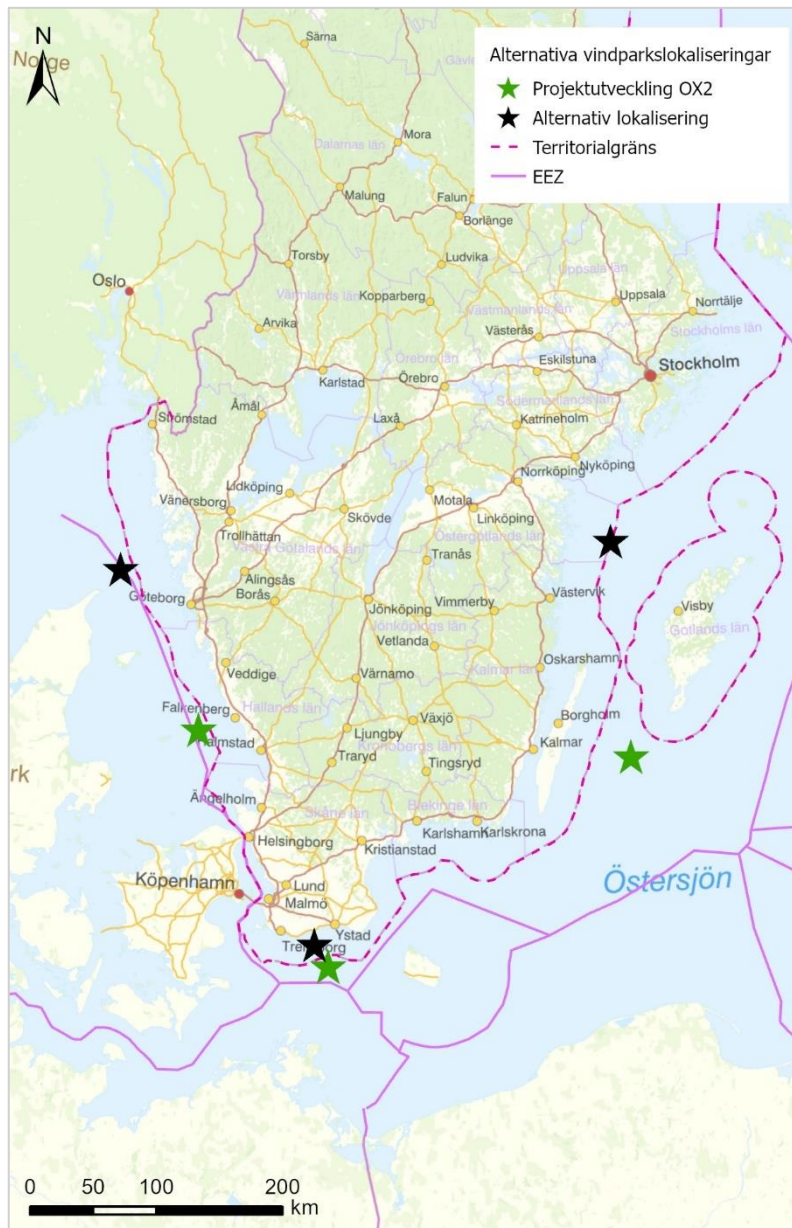 N
Norge
Alternativa vindparkslokaliseringar
Projektutveckling OX2
Alternativ lokalisering
Territorialgräns
EEZ
Särna
Gävle
Mora
Dalarnas län
Malung
Falun
Borlänge
Torsby
Ludvika
Oslo
Värmlands län
Kopparberg
Uppsala län
Uppsala
Norrtälje
Västmanlands län
Arvika
Västerås
Stockholms län
Örebro län
Karlstad
Örebro
Eskilstuna
Stockholm
Södermanlands län
Åmål
Strömstad
Laxå
Katrineholm
Nyköping
Norrköping
Lidköping
Vänersborg
Motala
Skövde
Linköping
Trollhättan
Östergötlands län
Västra Götalands län
Tranås
Alingsås
Göteborg
Borås
Jönköping
Vimmerby
Västervik
Visby
Jönköpings län
Gotlands län
Vetlanda
Veddige
Värnamo
Kalmar län
Oskarshamn
Hallands län
Falkenberg
Växjö
Borgholm
Ljungby
Kronobergs län
Kalmar
Traryd
Tingsryd
rk
Ängelholm
Skåne län
Blekinge län
Karlshamn
Karlskrona
Helsingborg
Kristianstad
Köpenhamn
Lund
Malmö
Östersjön
Ystad
0 50 100 200
km